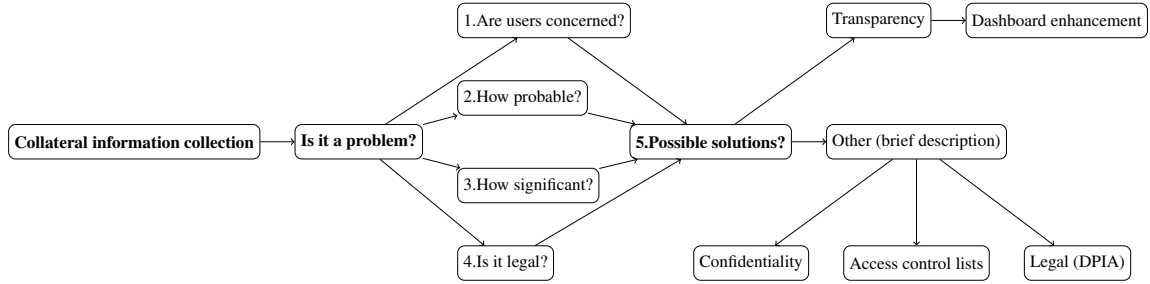 1.Are users concerned?
Transparency
Dashboard enhancement
2.How probable?
Collateral information collection
Is it a problem?
5.Possible solutions?
Other (brief description)
3.How significant?
4.Is it legal?
Confidentiality
Access control lists
Legal (DPIA)